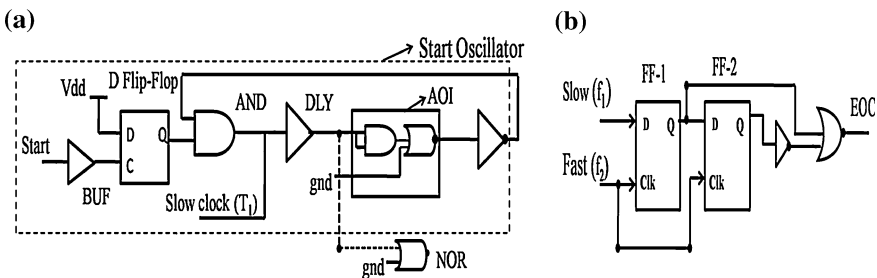 (a)
Start Oscillator
Vdd
D Flip-Flop
AND
DLY
AOI
D
Q
C
Start
BUF
gnd
Slow clock (T₁)
gnd
NOR
(b)
FF-1
FF-2
Slow (f₁)
D
Q
D
Q
EOC
Fast(f₂)
Clk
Clk